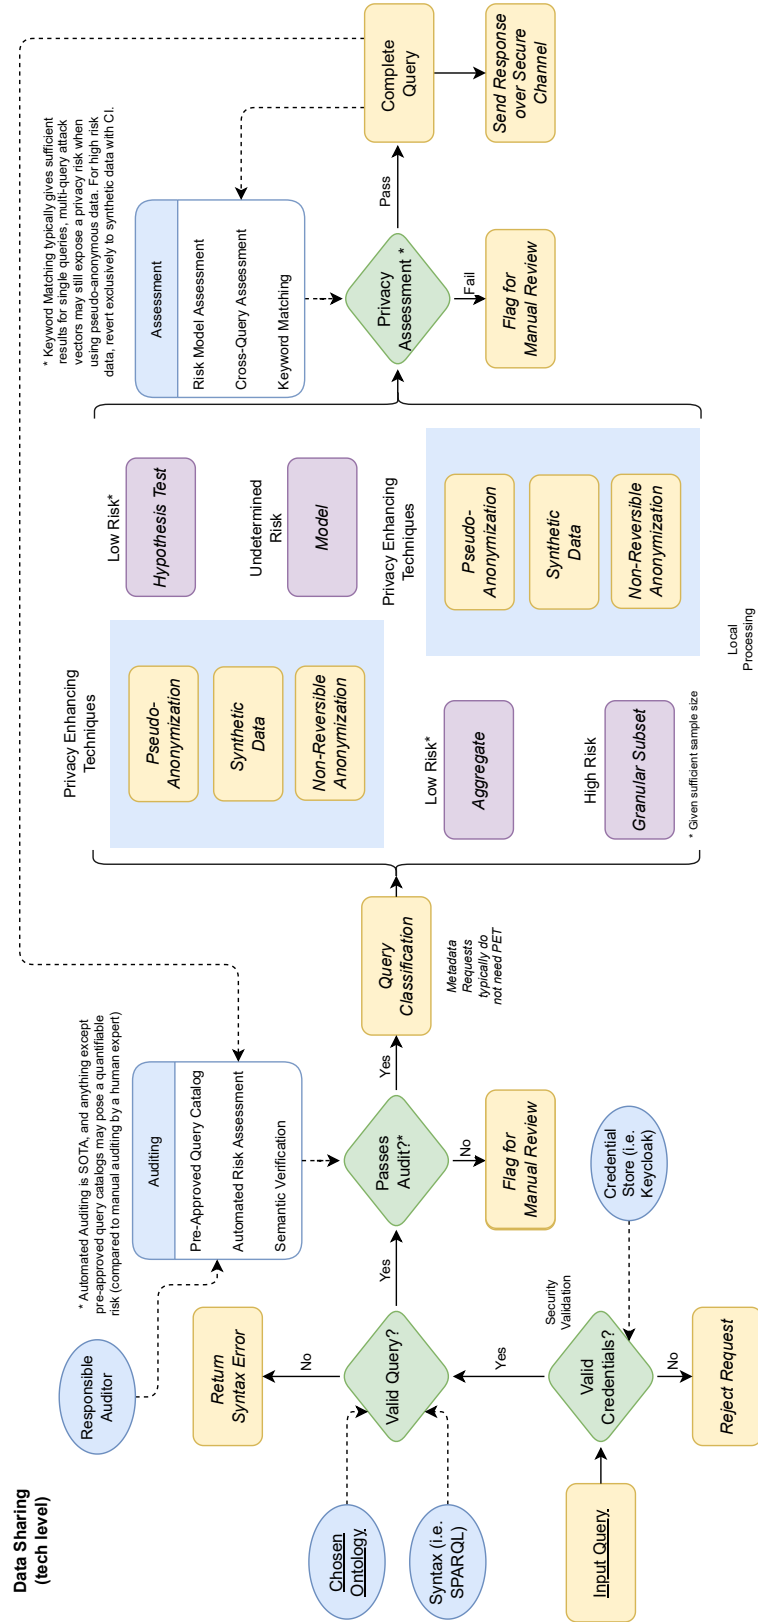 Data Sharing
(tech level)
Responsible
Auditor
* Automated Auditing is SOTA, and anything except
pre-approved query catalogs may pose a quantifiable
risk (compared to manual auditing by a human expert)
Auditing
Pre-Approved Query Catalog
Automated Risk Assessment
Semantic Verification
Return
Syntax Error
No
Chosen
Ontology
Syntax (i.e.
SPARQL)
Valid Query?
Yes
Passes
Audit?*
Yes
No
Flag for
Manual Review
Input Query
Valid
Credentials?
Security
Validation
Yes
No
Reject Request
Credential
Store (i.e.
Keycloak)
Query
Classification
Metadata
Requests
typically do
not need PET
Privacy Enhancing
Techniques
Pseudo-
Anonymization
Synthetic
Data
Non-Reversible
Anonymization
Low Risk*
Hypothesis Test
Undetermined
Risk
Model
Low Risk*
Aggregate
High Risk
Granular Subset
* Given sufficient sample size
Privacy Enhancing
Techniques
Pseudo-
Anonymization
Synthetic
Data
Non-Reversible
Anonymization
Local
Processing
* Keyword Matching typically gives sufficient
results for single queries, multi-query attack
vectors may still expose a privacy risk when
using pseudo-anonymous data. For high risk
data, revert exclusively to synthetic data with CI.
Assessment
Risk Model Assessment
Cross-Query Assessment
Keyword Matching
Privacy
Assessment *
Pass
Fail
Flag for
Manual Review
Complete
Query
Send Response
over Secure
Channel